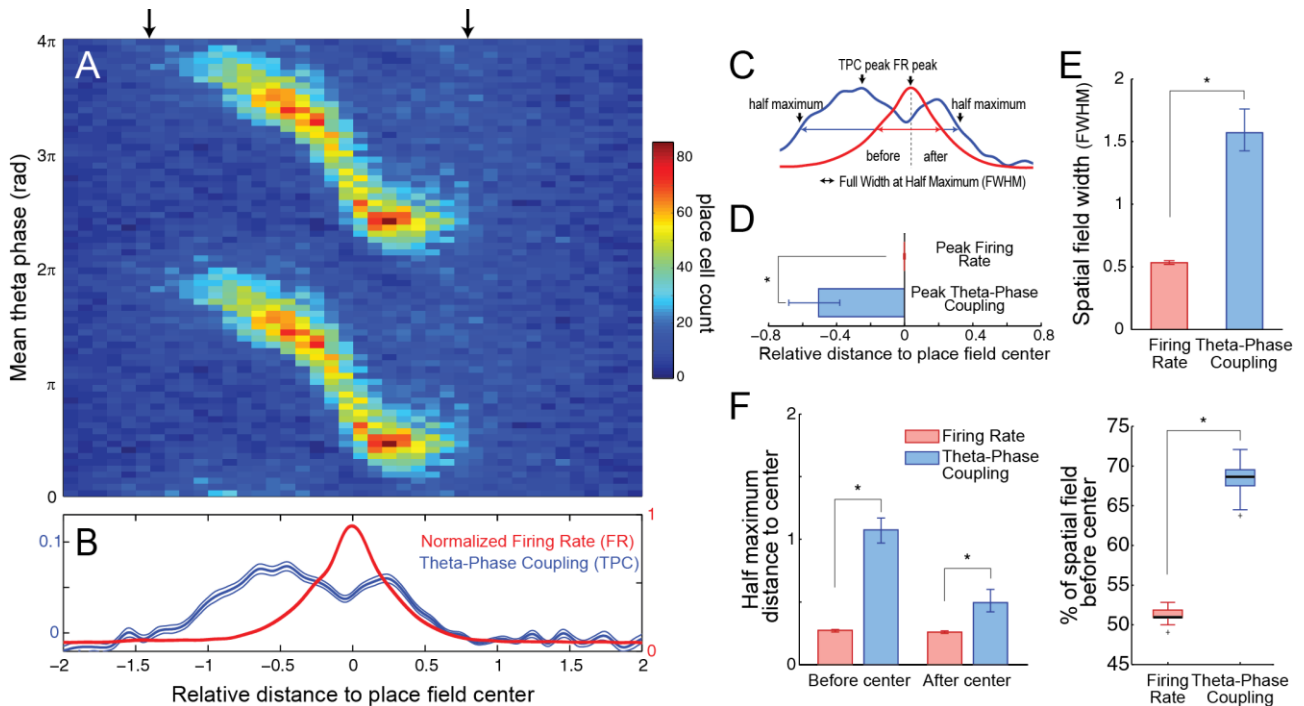 A
4π
3π
2π
π
0
Mean theta phase (rad)
80
60
40
20
0
place cell count
B
0.1
0
1
0
Normalized Firing Rate (FR)
Theta-Phase Coupling (TPC)
-2
-1.5
-1
-0.5
0
0.5
1
1.5
2
Relative distance to place field center
C
TPC peak FR peak
half maximum
half maximum
before
after
Full Width at Half Maximum (FWHM)
D
*
Peak Firing
Rate
Peak Theta-Phase
Coupling
-0.8
-0.4
0
0.4
0.8
Relative distance to place field center
E
*
2
1.5
1
0.5
0
Spatial field width (FWHM)
Firing
Rate
Theta-Phase
Coupling
F
2
1
0
Half maximum
distance to center
Firing Rate
Theta-Phase
Coupling
*
*
Before center
After center
*
75
70
65
60
55
50
45
% of spatial field
before center
Firing
Rate
Theta-Phase
Coupling